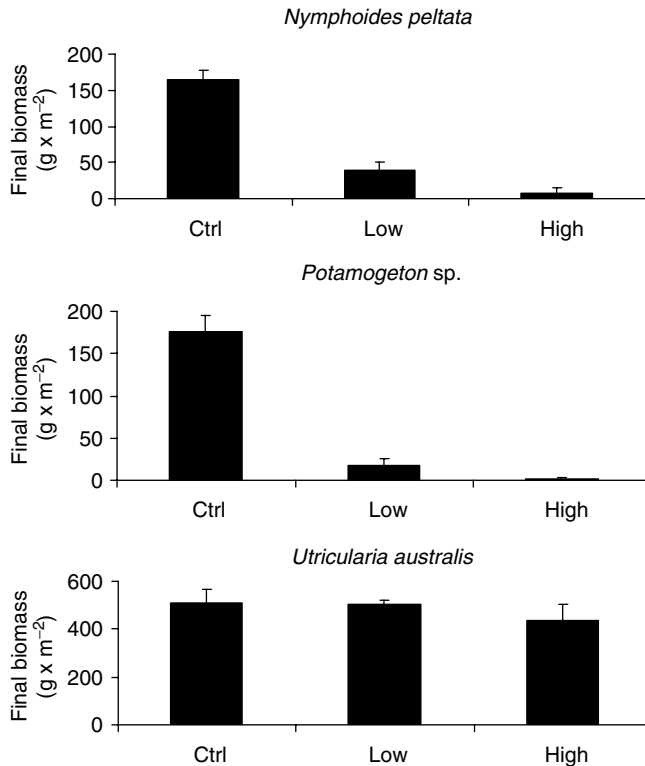 Nymphoides peltata
Final biomass
(g x m⁻²)
200
150
100
50
0
Ctrl Low High
Potamogeton sp.
Final biomass
(g x m⁻²)
200
150
100
50
0
Ctrl Low High
Utricularia australis
Final biomass
(g x m⁻²)
600
400
200
0
Ctrl Low High